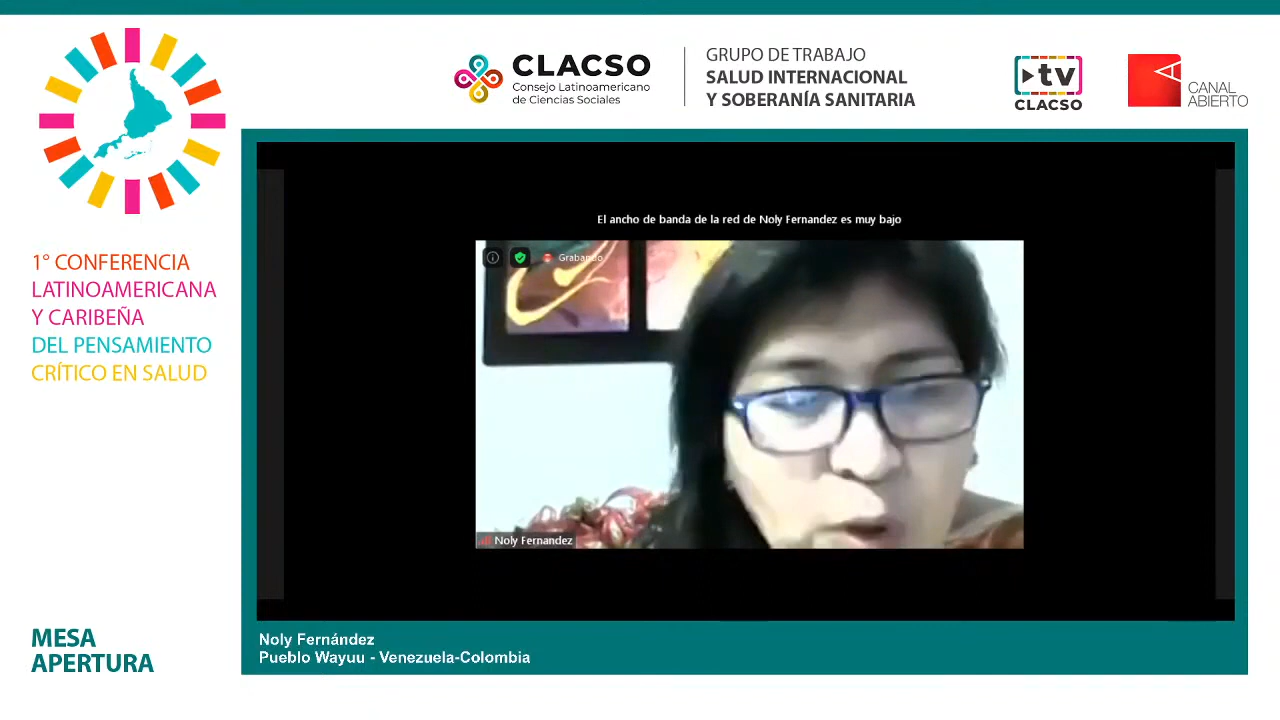 CLACSO
Consejo Latinoamericano
de Ciencias Sociales
GRUPO DE TRABAJO
SALUD INTERNACIONAL
Y SOBERANÍA SANITARIA
tv
CLACSO
CANAL
ABIERTO
1° CONFERENCIA
LATINOAMERICANA
Y CARIBEÑA
DEL PENSAMIENTO
CRÍTICO EN SALUD
El ancho de banda de la red de Noly Fernandez es muy bajo
Grabando
Noly Fernandez
MESA
APERTURA
Noly Fernández
Pueblo Wayuu - Venezuela-Colombia